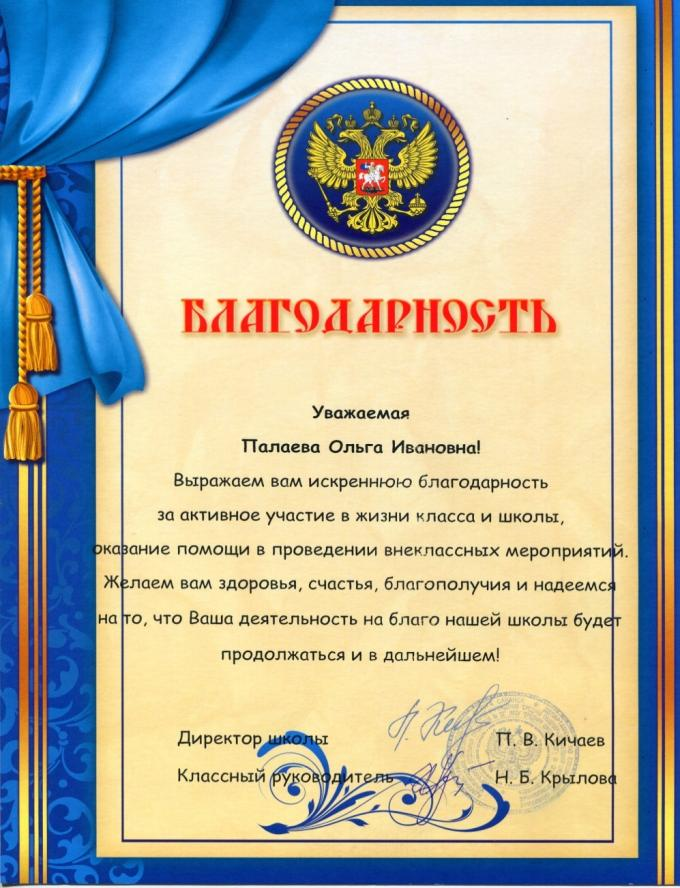 БЛАГОДАРНОСТЬ
Уважаемая
Палаева Ольга Ивановна!
Выражаем вам искреннюю благодарность
за активное участие в жизни класса и школы,
оказание помощи в проведении внеклассных мероприятий.
Желаем вам здоровья, счастья, благополучия и надеемся
на то, что Ваша деятельность на благо нашей школы будет
продолжаться и в дальнейшем!
Директор школы П. В. Кичаев
Классный руководитель Н. Б. Крылова